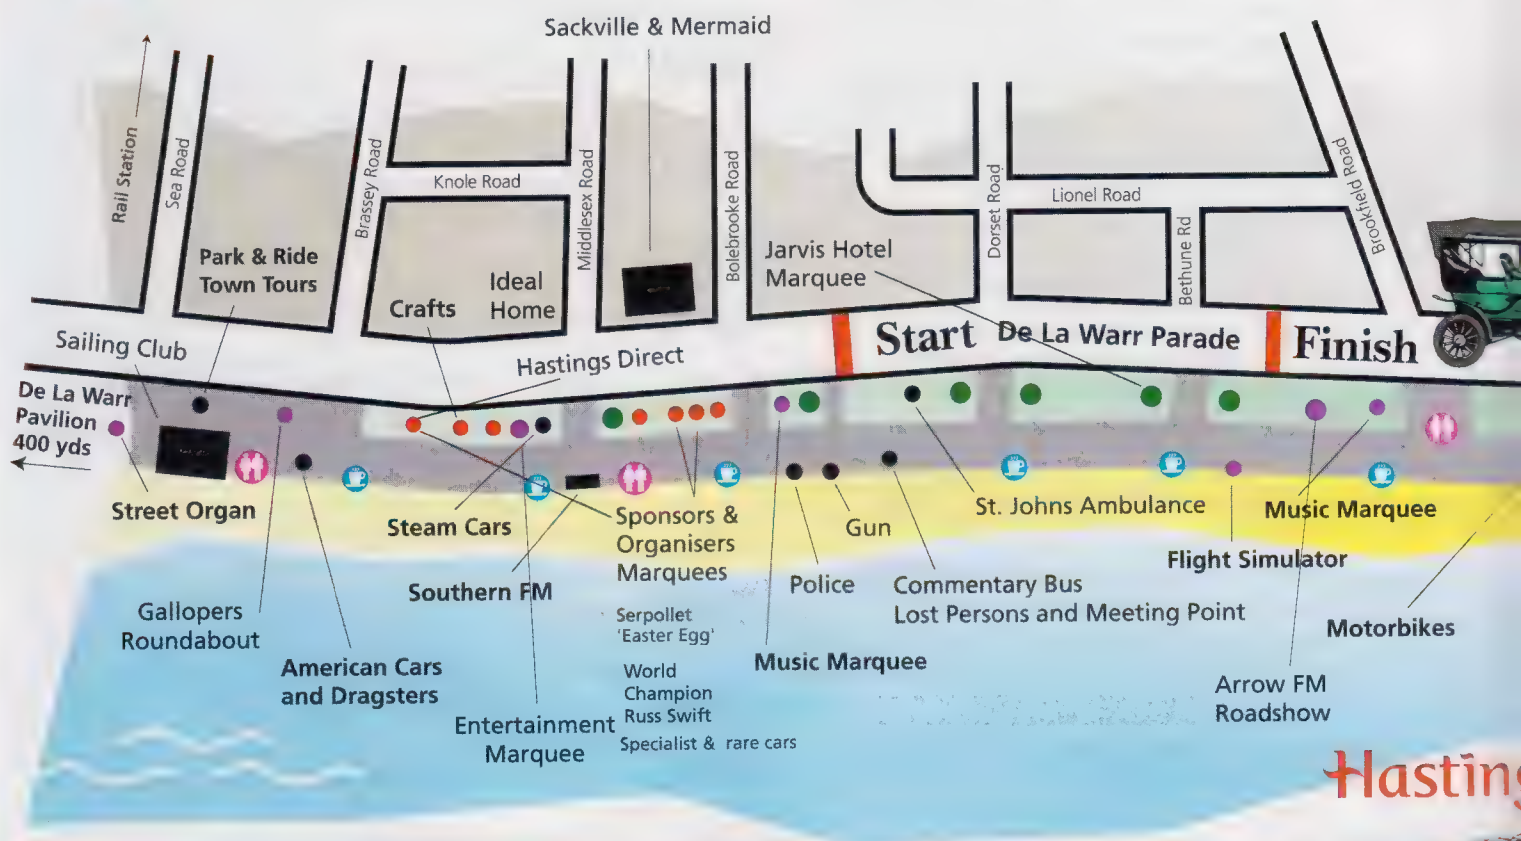 Sackville & Mermaid
Rail Station
Sea Road
Brassey Road
Knole Road
Middlesex Road
Bolebrooke Road
Dorset Road
Lionel Road
Bethune Rd
Brookfield Road
Park & Ride
Town Tours
Crafts
Ideal
Home
Jarvis Hotel
Marquee
Sailing Club
Hastings Direct
Start
De La Warr Parade
Finish
De La Warr
Pavilion
400 yds
Street Organ
Steam Cars
Sponsors &
Organisers
Marquees
Gun
St. Johns Ambulance
Music Marquee
Flight Simulator
Southern FM
Police
Commentary Bus
Lost Persons and Meeting Point
Gallopers
Roundabout
Serpollet
'Easter Egg'
Motorbikes
American Cars
and Dragsters
World
Champion
Russ Swift
Music Marquee
Arrow FM
Roadshow
Entertainment
Marquee
Specialist & rare cars
Hasting